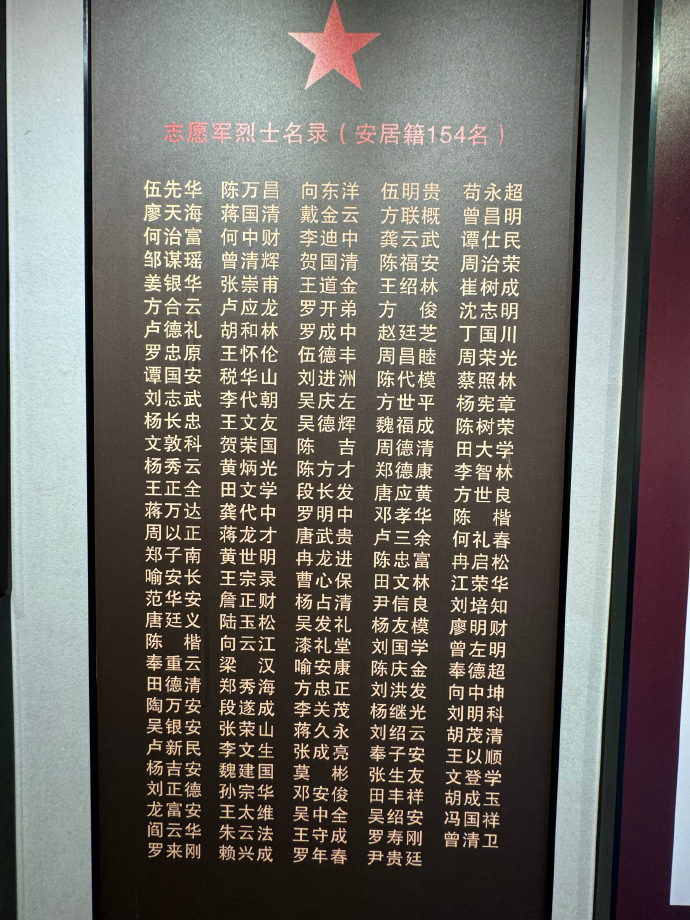 志愿军烈士名录（安居籍154名）
伍先华 陈万昌 向东洋 伍明贵 苟永超
廖天海 蒋国清 戴金云 方联概 曾昌明
何治富 何中财 李迪中 龚云武 谭仕民
邹谋瑶 曾清辉 贺国清 陈福安 周治荣
姜银华 张崇甫 王道金 王绍林 崔树成
方合云 卢应龙 罗开弟 方俊 沈志明
卢德礼 胡和林 罗成中 赵廷芝 丁国川
罗忠原 王怀伦 伍德丰 周昌睦 周荣光
谭国安 税华山 刘进洲 陈代模 蔡照林
刘志武 李代朝 吴庆左 方世平 杨宪章
杨长忠 王文友 吴德辉 魏福成 陈树荣
文敦科 贺荣国 陈吉 周德清 田大学
杨秀云 黄炳光 陈方才 郑德康 李智林
王正全 田文学 段长发 唐应黄 方世良
蒋万达 龚代中 罗明中 邓孝华 陈楷
周以正 蒋龙才 唐武贵 卢三余 何礼春
郑子南 黄世明 冉龙进 陈忠富 冉启松
喻安长 王宗录 曹心保 田文林 江荣华
范华安 詹正财 杨占清 尹信良 刘培知
唐廷义 陆玉松 吴发礼 杨友模 廖明财
陈楷 向云江 漆礼堂 刘国学 曾左明
奉重云 梁汉 喻安康 陈庆金 奉德超
田德清 郑秀海 方忠正 刘洪发 向中坤
陶万安 段遂成 李关茂 杨继光 刘明科
吴银安 张荣山 蒋久永 刘绍云 胡茂清
卢新民 李文生 张成亮 奉子安 王以顺
杨吉安 魏建国 莫彬 张生友 文登学
刘正德 孙宗华 邓安俊 田丰祥 胡成玉
龙富安 王太维 吴中全 吴绍安 冯国祥
阎云华 朱云法 王守成 罗寿刚 曾清卫
罗来刚 赖兴成 罗年春 尹贵廷